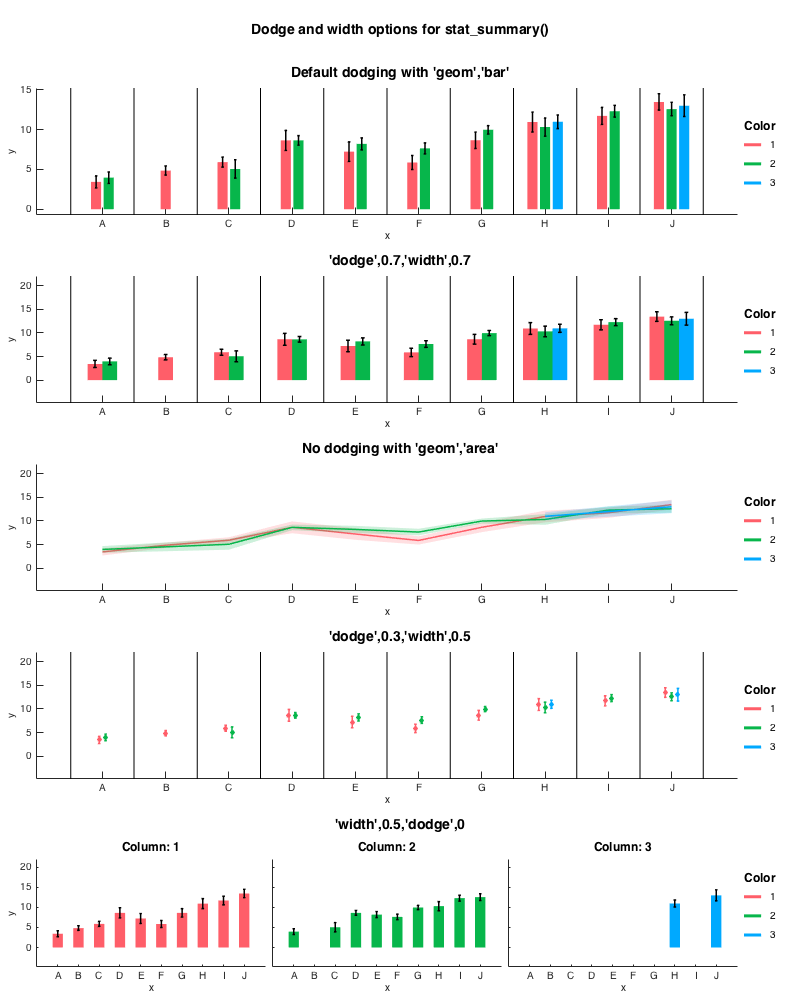 Dodge and width options for stat_summary()
Default dodging with 'geom','bar'
15
10
5
0
y
A B C D E F G H I J
x
Color
1
2
3
'dodge',0.7,'width',0.7
20
15
10
5
0
y
A B C D E F G H I J
x
Color
1
2
3
No dodging with 'geom','area'
20
15
10
5
0
y
A B C D E F G H I J
x
Color
1
2
3
'dodge',0.3,'width',0.5
20
15
10
5
0
y
A B C D E F G H I J
x
Color
1
2
3
'width',0.5,'dodge',0
Column: 1
20
15
10
5
0
y
A B C D E F G H I J
x
Column: 2
A B C D E F G H I J
x
Column: 3
A B C D E F G H I J
x
Color
1
2
3